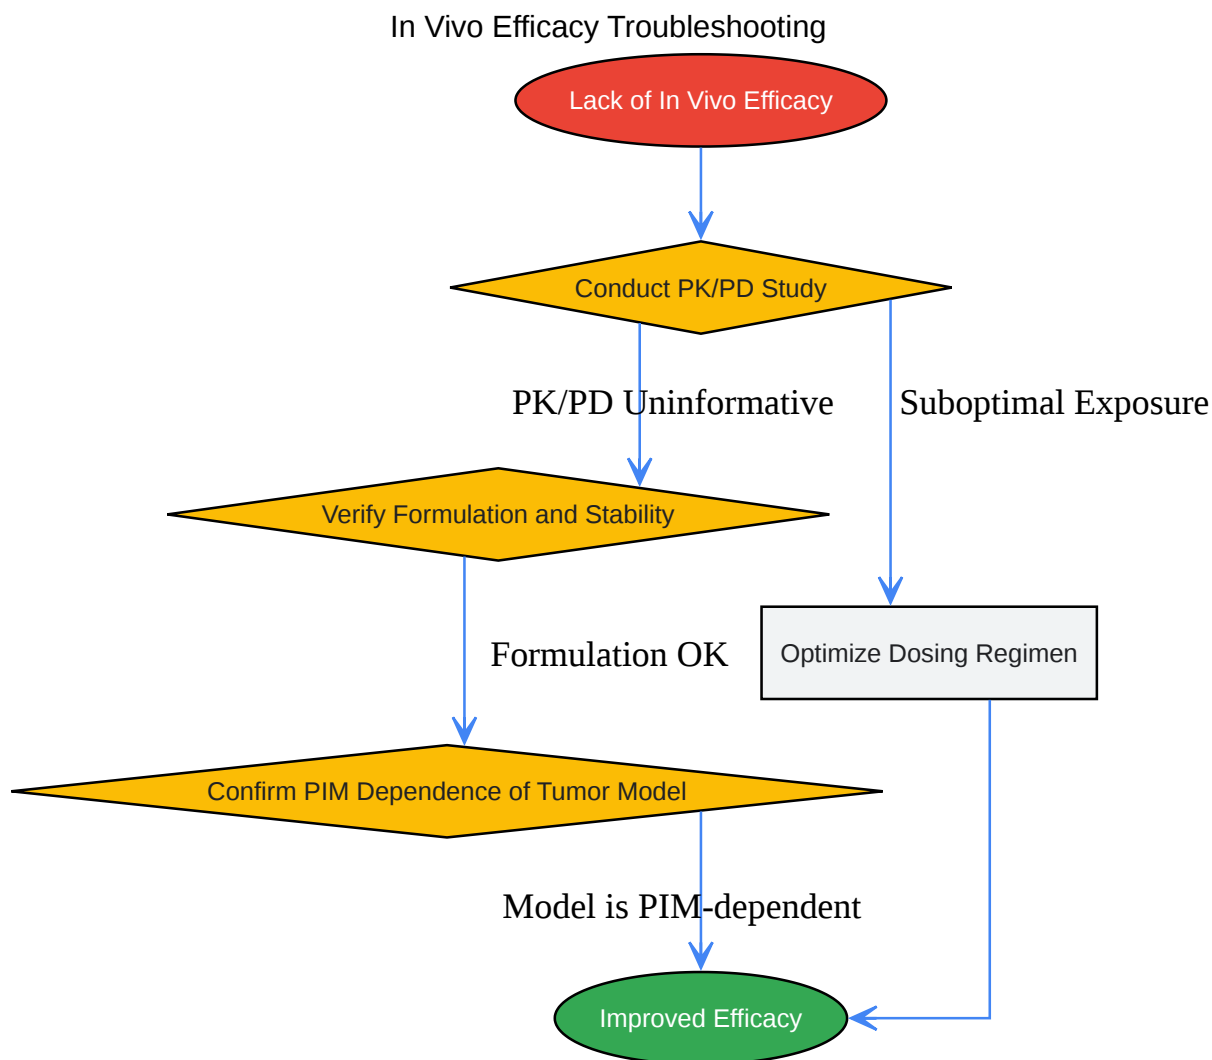 In Vivo Efficacy Troubleshooting
Lack of In Vivo Efficacy
Conduct PK/PD Study
PK/PD Uninformative
Suboptimal Exposure
Verify Formulation and Stability
Formulation OK
Optimize Dosing Regimen
Confirm PIM Dependence of Tumor Model
Model is PIM-dependent
Improved Efficacy